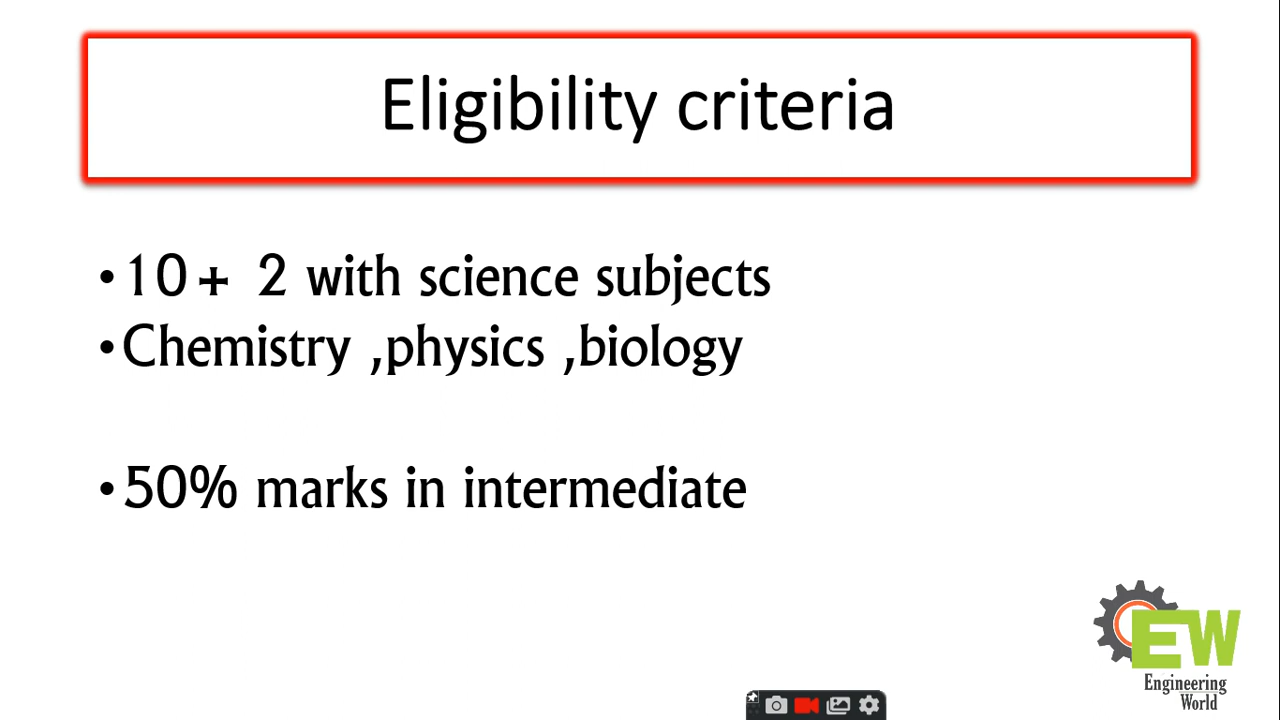 Eligibility criteria
•10+ 2 with science subjects
•Chemistry ,physics ,biology
•50% marks in intermediate
EW
Engineering
World